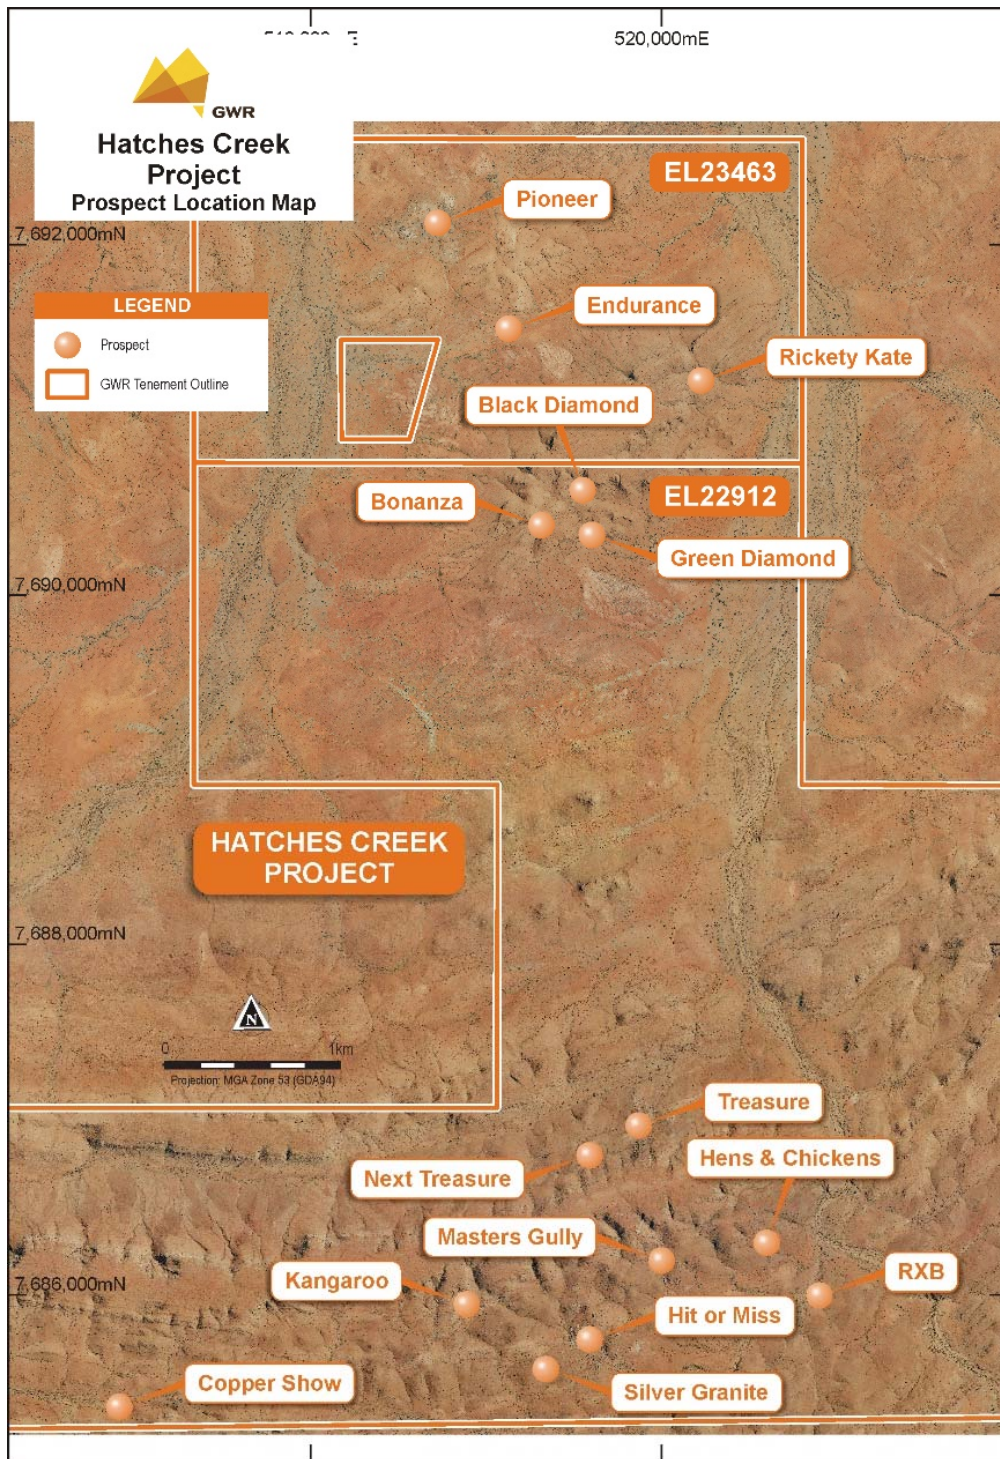 520,000mE
GWR
Hatches Creek
Project
Prospect Location Map
EL23463
Pioneer
7,692,000mN
LEGEND
Prospect
GWR Tenement Outline
Endurance
Rickety Kate
Black Diamond
EL22912
Bonanza
Green Diamond
7,690,000mN
HATCHES CREEK
PROJECT
7,688,000mN
N
0 1km
Projection: MGA Zone 53 (GDA94)
Treasure
Hens & Chickens
Next Treasure
Masters Gully
RXB
Kangaroo
7,686,000mN
Hit or Miss
Copper Show
Silver Granite